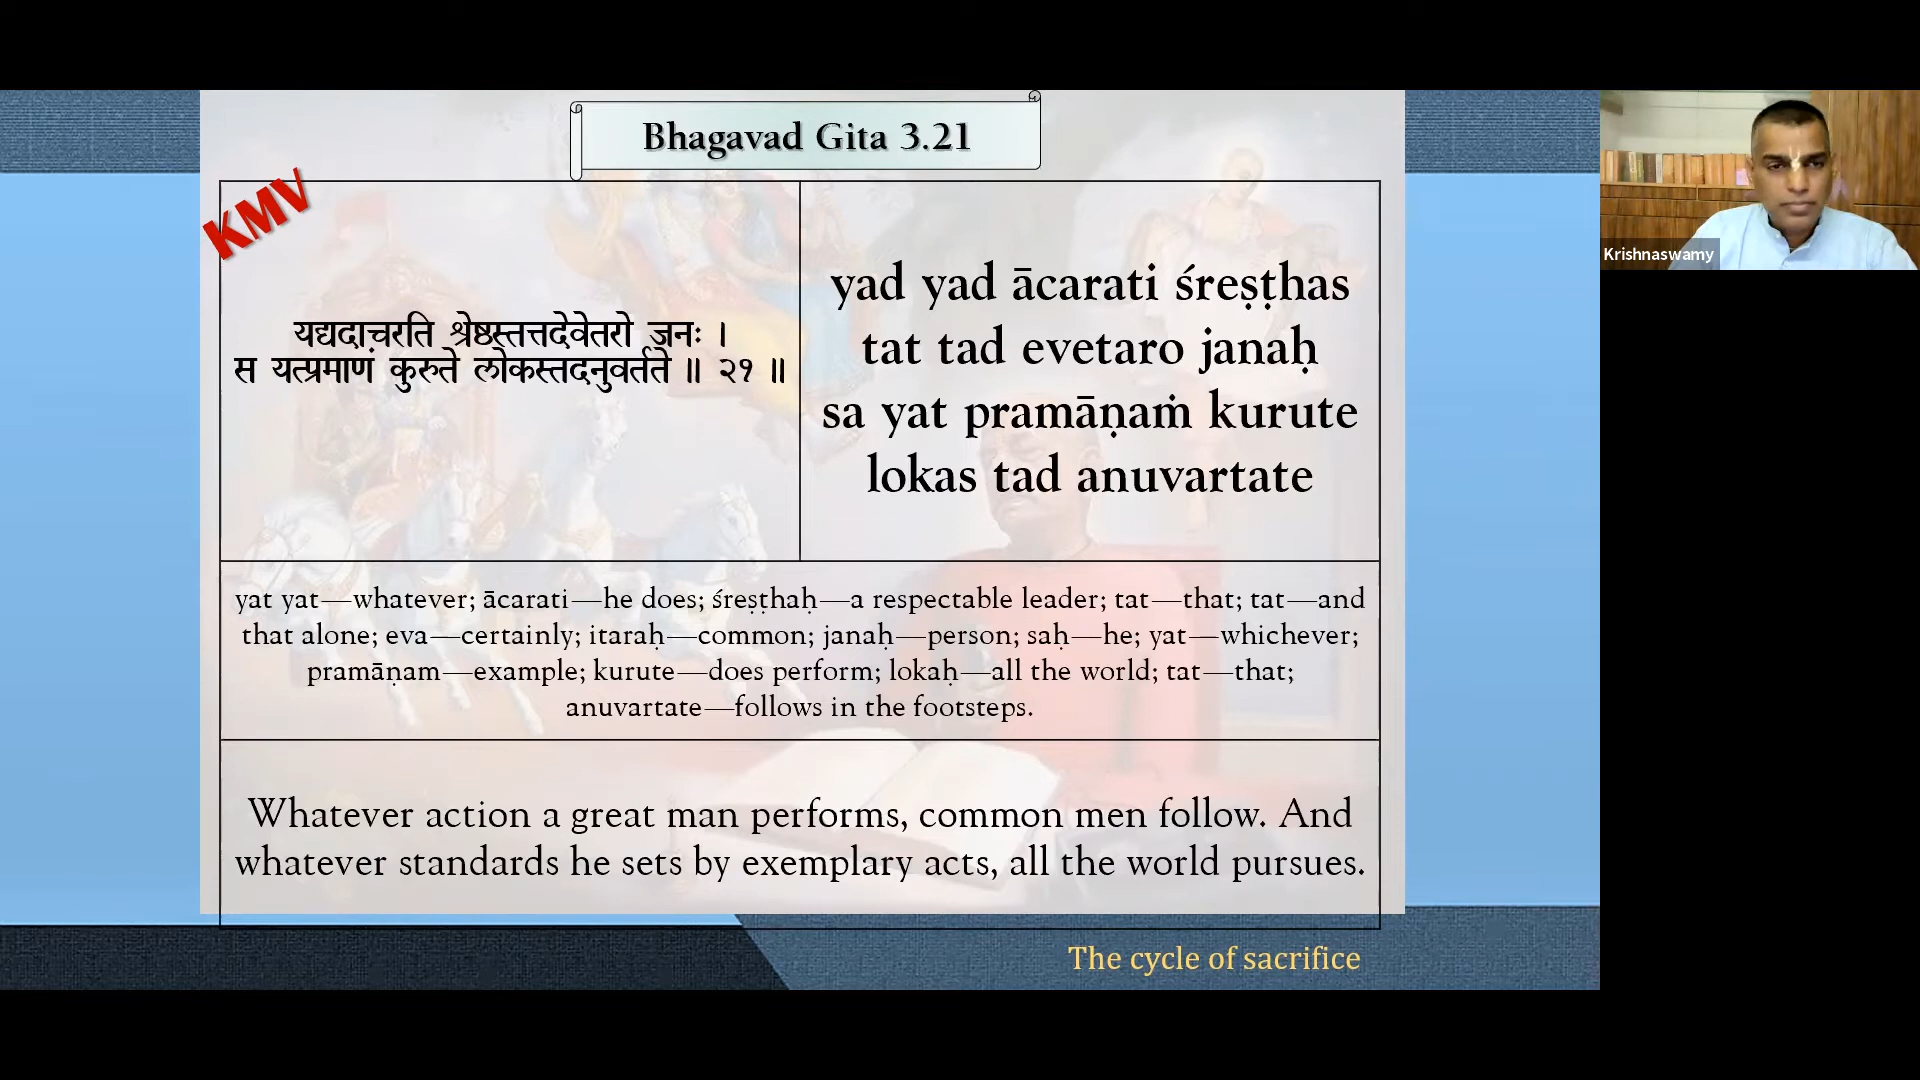 Bhagavad Gita 3.21
KMV
यद्यदाचरति श्रेष्ठस्तत्तदेवेतरो जनः ।
स यत्प्रमाणं कुरुते लोकस्तदनुवर्तते ॥ २१ ॥
yad yad ācarati śreṣṭhas
tat tad evetaro janaḥ
sa yat pramāṇaṁ kurute
lokas tad anuvartate
yat yat—whatever; ācarati—he does; śreṣṭhaḥ—a respectable leader; tat—that; tat—and
that alone; eva—certainly; itaraḥ—common; janaḥ—person; saḥ—he; yat—whichever;
pramāṇam—example; kurute—does perform; lokaḥ—all the world; tat—that;
anuvartate—follows in the footsteps.
Whatever action a great man performs, common men follow. And
whatever standards he sets by exemplary acts, all the world pursues.
The cycle of sacrifice
Krishnaswamy